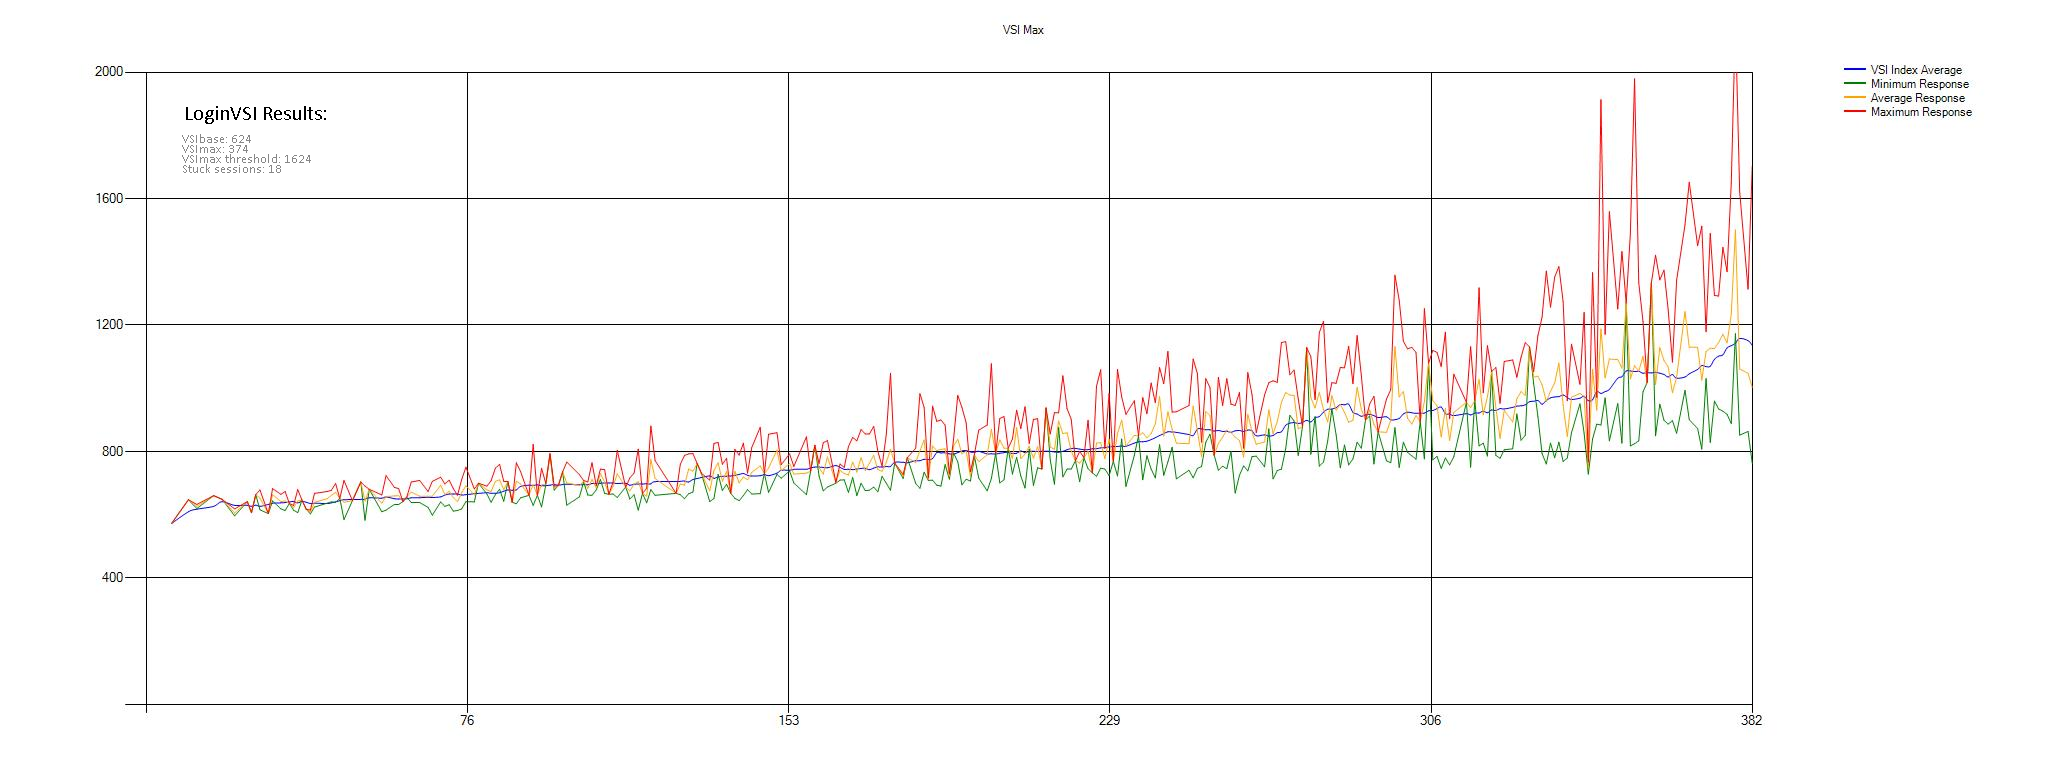 VSI Max
2000
1600
1200
800
400
LoginVSI Results:
VSIbase: 624
VSImax: 374
VSImax threshold: 1624
Stuck sessions: 18
VSI Index Average
Minimum Response
Average Response
Maximum Response
76
153
229
306
382